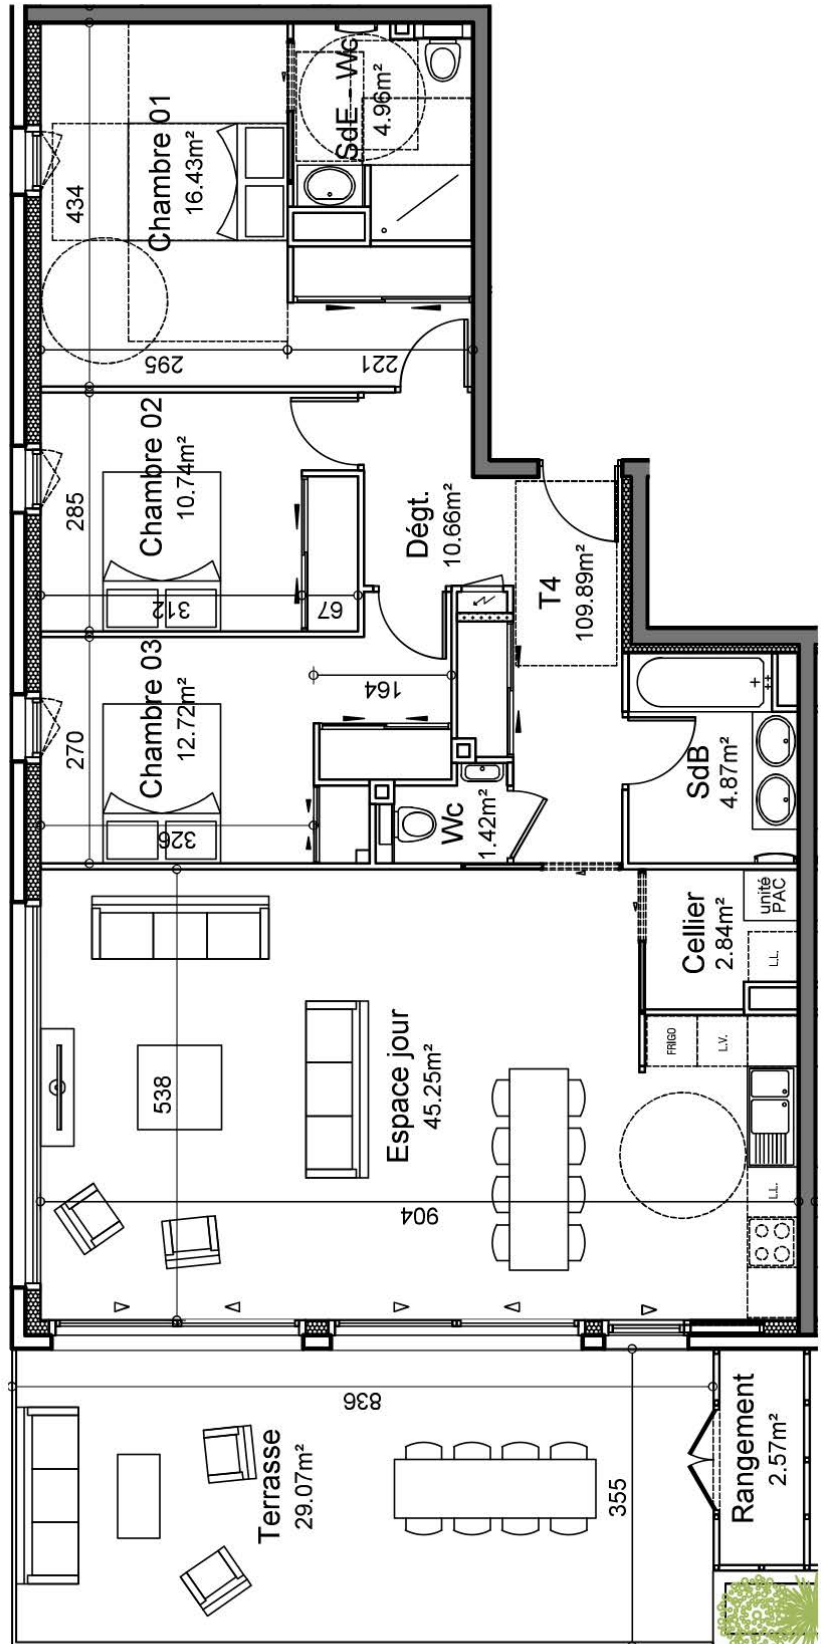 Chambre 01
16.43m²
SdE - Wc
4.96m²
434
295
221
Chambre 02
10.74m²
285
312
67
Dégt.
10.66m²
T4
109.89m²
Chambre 03
12.72m²
270
326
164
Wc
1.42m²
SdB
4.87m²
Cellier
2.84m²
unité
PAC
L.L.
FRIGO
L.V.
L.L.
Espace jour
45.25m²
538
904
Terrasse
29.07m²
836
355
Rangement
2.57m²